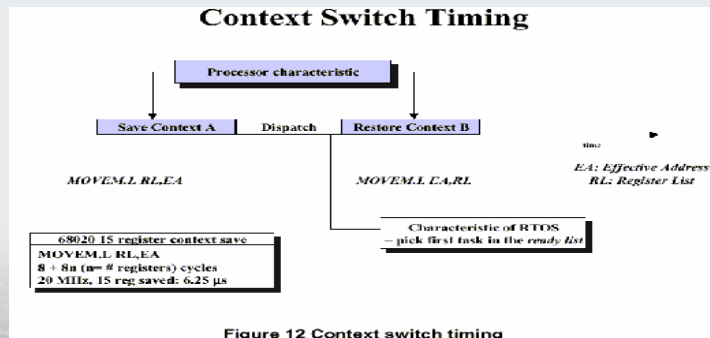 Context Switch Timing
Processor characteristic
Save Context A Dispatch Restore Context B
time
MOVEM.L RL,EA MOVEM.L EA,RL
EA: Effective Address
RL: Register List
Characteristic of RTOS
– pick first task in the ready list
68020 15 register context save
MOVEM.L RL,EA
8 + 8n (n= # registers) cycles
20 MHz, 15 reg saved: 6.25 µs
Figure 12 Context switch timing